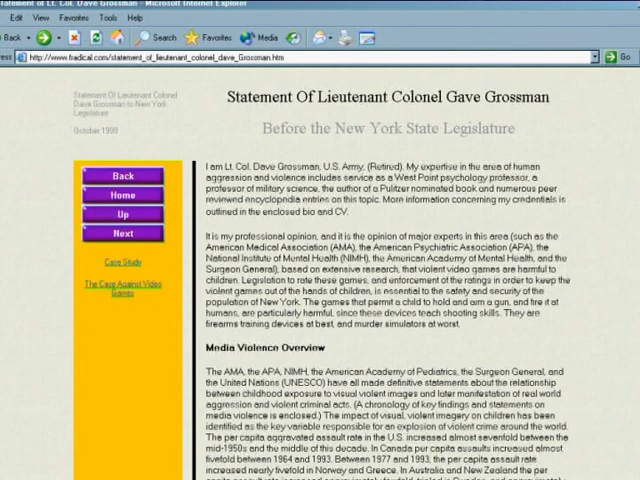 Statement of Lt. Col. Dave Grossman - Microsoft Internet Explorer
Edit View Favorites Tools Help
Back Search Favorites Media
http://www.fradical.com/statement_of_lieutenant_colonel_dave_Grossman.htm Go
Statement Of Lieutenant Colonel
Dave Grossman to New York
Legislature
October 1999
Back
Home
Up
Next
Case Study
The Case Against Video
Games
Statement Of Lieutenant Colonel Gave Grossman
Before the New York State Legislature
I am Lt. Col. Dave Grossman, U.S. Army, (Retired). My expertise in the area of human
aggression and violence includes service as a West Point psychology professor, a
professor of military science, the author of a Pulitzer nominated book and numerous peer
reviewed encyclopedia entries on this topic. More information concerning my credentials is
outlined in the enclosed bio and CV.
It is my professional opinion, and it is the opinion of major experts in this area (such as the
American Medical Association (AMA), the American Psychiatric Association (APA), the
National Institute of Mental Health (NIMH), the American Academy of Mental Health, and the
Surgeon General), based on extensive research, that violent video games are harmful to
children. Legislation to rate these games, and enforcement of the ratings in order to keep the
violent games out of the hands of children, is essential to the safety and security of the
population of New York. The games that permit a child to hold and aim a gun, and fire it at
humans, are particularly harmful, since these devices teach shooting skills. They are
firearms training devices at best, and murder simulators at worst.
Media Violence Overview
The AMA, the APA, NIMH, the American Academy of Pediatrics, the Surgeon General, and
the United Nations (UNESCO) have all made definitive statements about the relationship
between childhood exposure to violent visual images and later manifestation of real world
aggression and violent criminal acts. (A chronology of key findings and statements on
media violence is enclosed.) The impact of visual, violent imagery on children has been
identified as the key variable responsible for an explosion of violent crime around the world.
The per capita aggravated assault rate in the U.S. increased almost sevenfold between the
mid-1950s and the middle of this decade. In Canada per capita assaults increased almost
fivefold between 1964 and 1993. Between 1977 and 1993, the per capita assault rate
increased nearly fivefold in Norway and Greece. In Australia and New Zealand the per